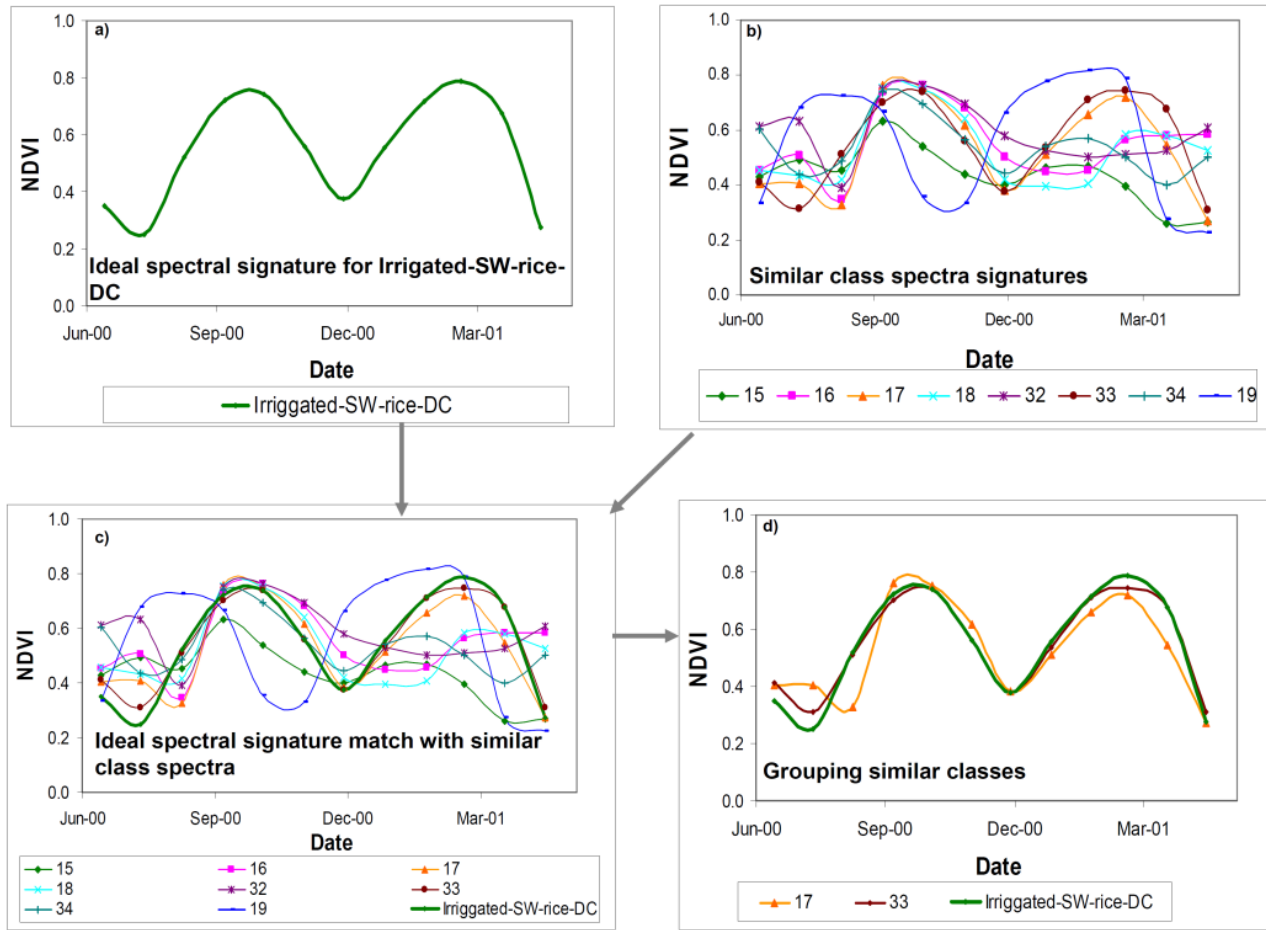 a)
NDVI
1.0
0.8
0.6
0.4
0.2
0.0
Ideal spectral signature for Irrigated-SW-rice-
DC
Jun-00 Sep-00 Dec-00 Mar-01
Date
Irriggated-SW-rice-DC
b)
NDVI
1.0
0.8
0.6
0.4
0.2
0.0
Similar class spectra signatures
Jun-00 Sep-00 Dec-00 Mar-01
Date
15 16 17 18 32 33 34 19
c)
NDVI
1.0
0.8
0.6
0.4
0.2
0.0
Ideal spectral signature match with similar
class spectra
Jun-00 Sep-00 Dec-00 Mar-01
Date
15 16 17
18 32 33
34 19 Irriggated-SW-rice-DC
d)
NDVI
1.0
0.8
0.6
0.4
0.2
0.0
Grouping similar classes
Jun-00 Sep-00 Dec-00 Mar-01
Date
17 33 Irriggated-SW-rice-DC